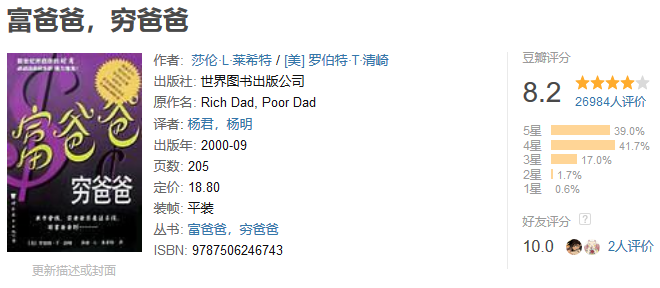 富爸爸，穷爸爸
富爸爸
穷爸爸
作者: 莎伦·L·莱希特 / [美] 罗伯特·T·清崎
出版社: 世界图书出版公司
原作名: Rich Dad, Poor Dad
译者: 杨君，杨明
出版年: 2000-09
页数: 205
定价: 18.80
装帧: 平装
丛书: 富爸爸，穷爸爸
ISBN: 9787506246743
更新描述或封面
豆瓣评分
8.2
26984人评价
5星 39.0%
4星 41.7%
3星 17.0%
2星 1.7%
1星 0.6%
好友评分 ?
10.0 2人评价